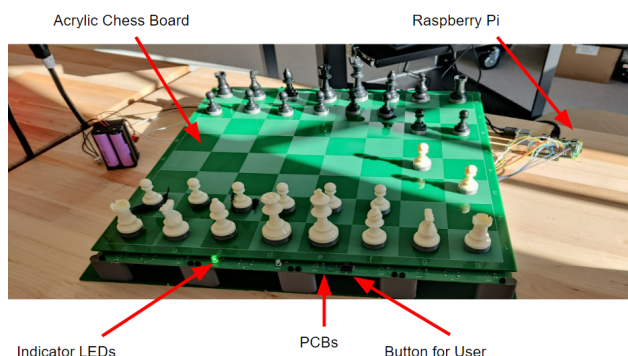 Acrylic Chess Board
Raspberry Pi
Indicator LEDs
PCBs
Button for User